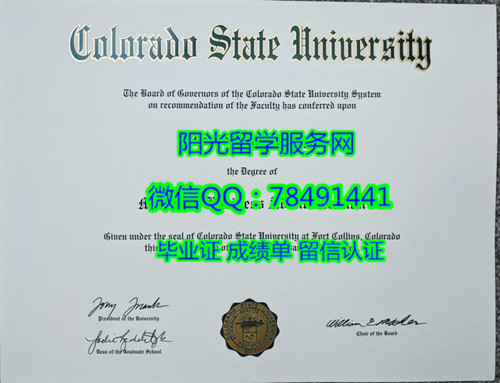 Colorado State University
The Board of Governors of the Colorado State University System
on recommendation of the Faculty has conferred upon
阳光留学服务网
the Degree of
微信QQ：78491441
Given under the seal of Colorado State University at Fort Collins, Colorado
毕业证 成绩单 留信认证
Tony Frank
President of the University
Dean of the Graduate School
Chair of the Board